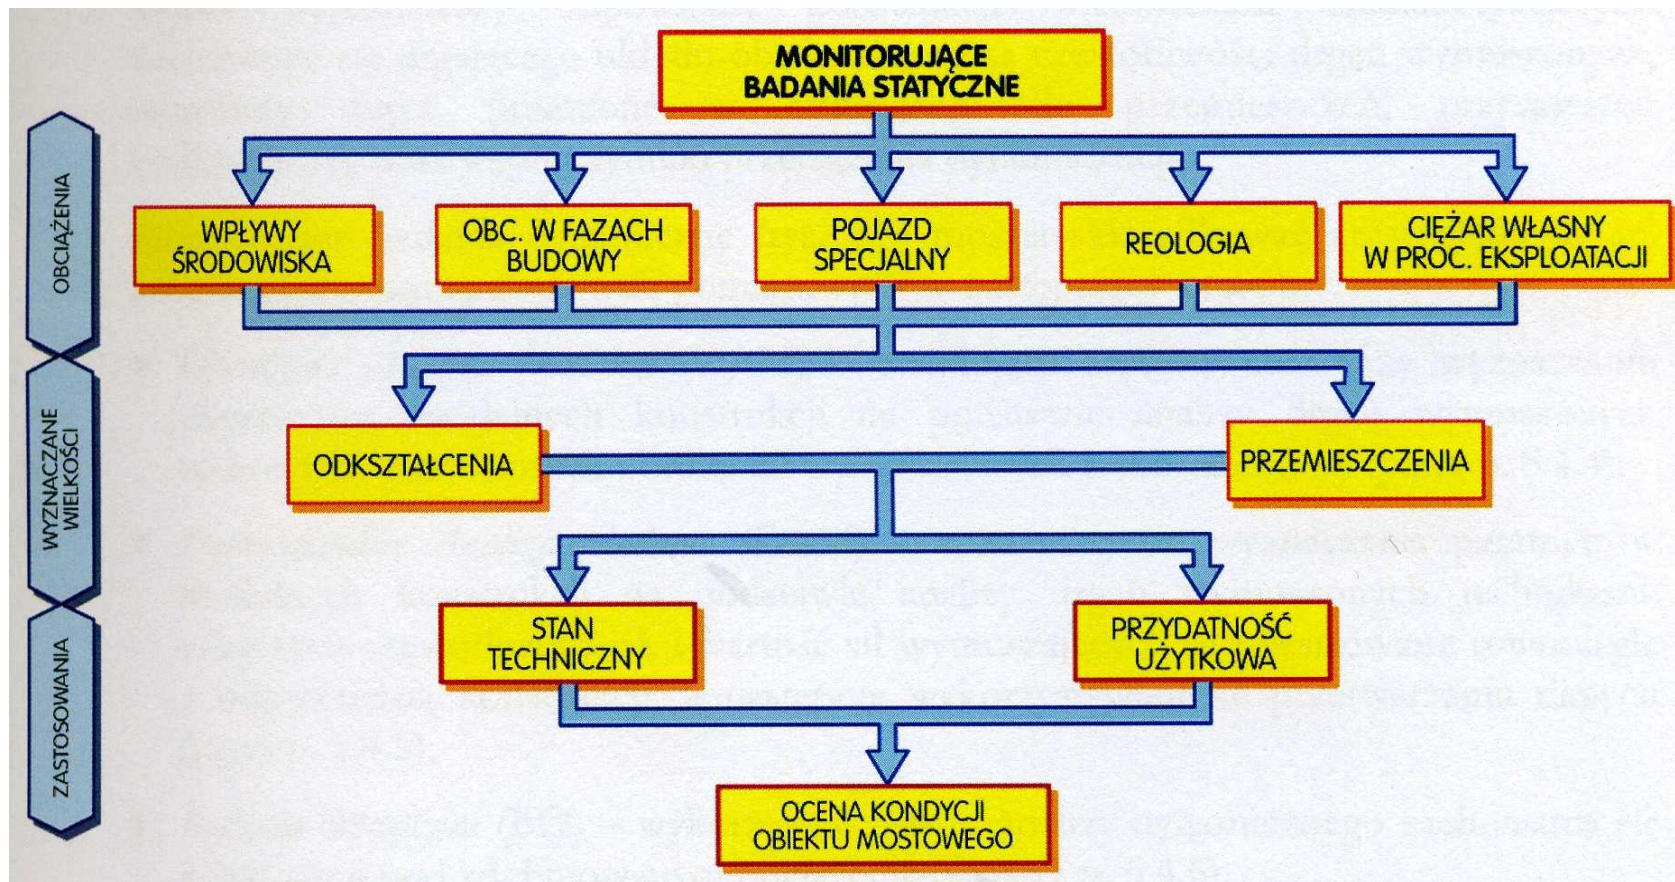 MONITORUJĄCE
BADANIA STATYCZNE
OBCIĄŻENIA
WPŁYWY
ŚRODOWISKA
OBC. W FAZACH
BUDOWY
POJAZD
SPECJALNY
REOLOGIA
CIĘŻAR WŁASNY
W PROC. EKSPLOATACJI
WYZNACZANE
WIELKOŚCI
ODKSZTAŁCENIA
PRZEMIESZCZENIA
ZASTOSOWANIA
STAN
TECHNICZNY
PRZYDATNOŚĆ
UŻYTKOWA
OCENA KONDYCJI
OBIEKTU MOSTOWEGO